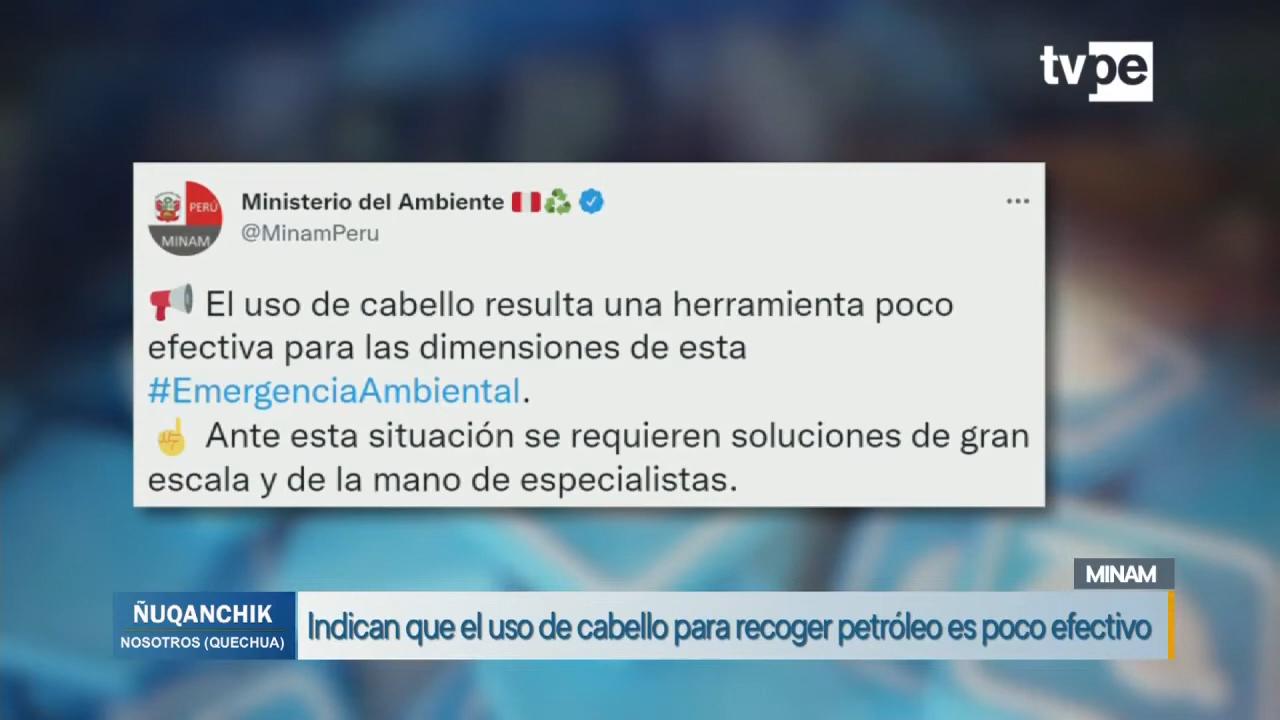 tvpe
Ministerio del Ambiente 🇵🇪♻️
PERÚ
MINAM
@MinamPeru
📢 El uso de cabello resulta una herramienta poco
efectiva para las dimensiones de esta
#EmergenciaAmbiental.
☝️ Ante esta situación se requieren soluciones de gran
escala y de la mano de especialistas.
MINAM
ÑUQANCHIK
NOSOTROS (QUECHUA)
Indican que el uso de cabello para recoger petróleo es poco efectivo